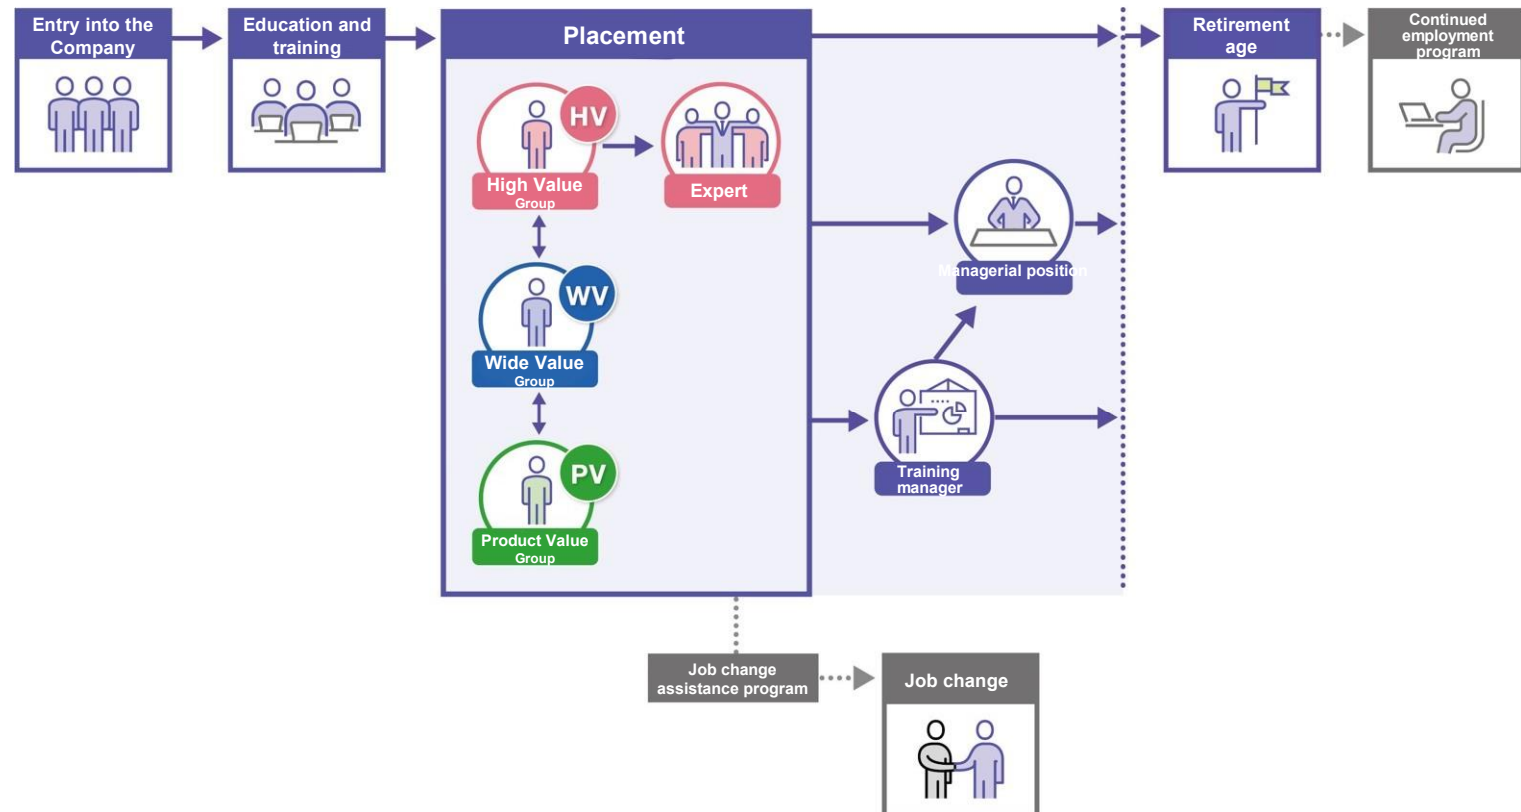 Entry into the
Company
Education and
training
Placement
Retirement
age
Continued
employment
program
HV
High Value
Group
Expert
Managerial position
WV
Wide Value
Group
Training
manager
PV
Product Value
Group
Job change
assistance program
Job change